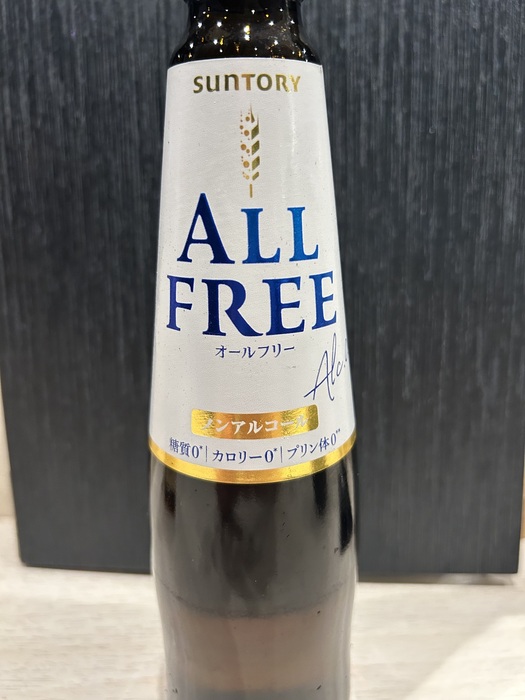 SUNTORY
ALL
FREE
オールフリー
Alc.
ノンアルコール
糖質0*|カロリー0*|プリン体0**